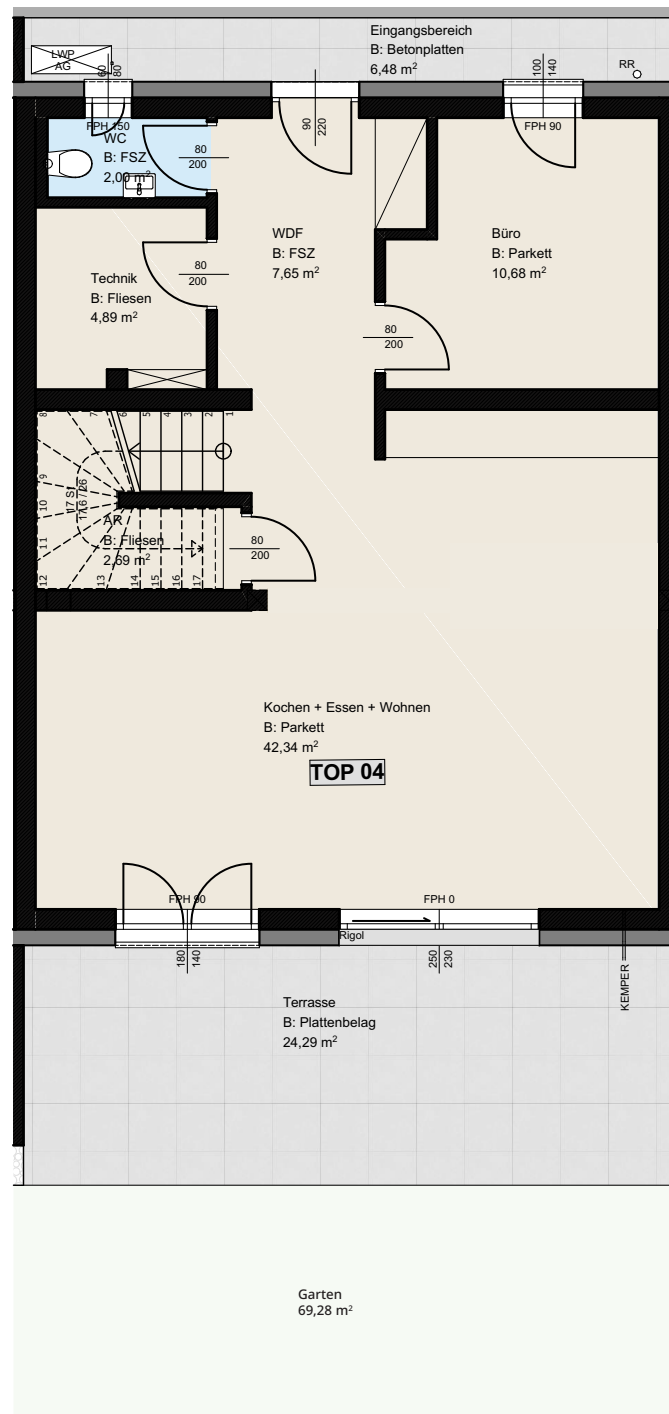 Eingangsbereich
B: Betonplatten
6,48 m²
LWP
AG
60
80
100
140
RR
FPH 150
WC
B: FSZ
2,00 m²
80
200
90
220
FPH 90
WDF
B: FSZ
7,65 m²
Büro
B: Parkett
10,68 m²
Technik
B: Fliesen
4,89 m²
80
200
80
200
8
7
6
5
4
3
2
1
9
10
11
12
13
14
15
16
17
AR
B: Fliesen
2,69 m²
80
200
Kochen + Essen + Wohnen
B: Parkett
42,34 m²
TOP 04
FPH 90
FPH 0
Rigol
180
140
250
230
KEMPER
Terrasse
B: Plattenbelag
24,29 m²
Garten
69,28 m²